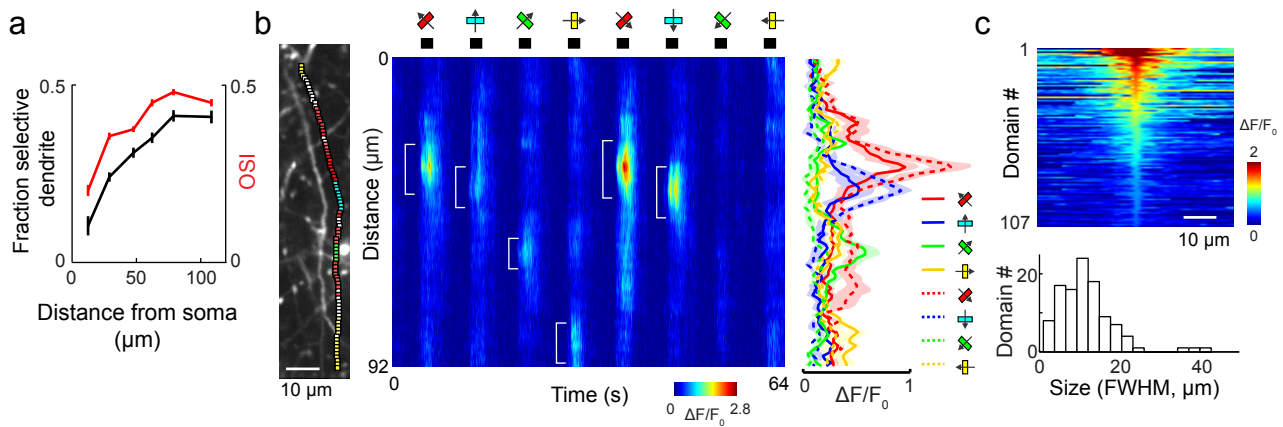 a
0.5
0
Fraction selective
dendrite
0.5
0
OSI
Distance from soma
(µm)
0
50
100
b
10 µm
0
92
Distance (µm)
0
64
Time (s)
0
2.8
ΔF/F0
0
1
ΔF/F0
c
1
107
Domain #
10 µm
ΔF/F0
2
0
20
0
Domain #
0
10
20
30
40
Size (FWHM, µm)